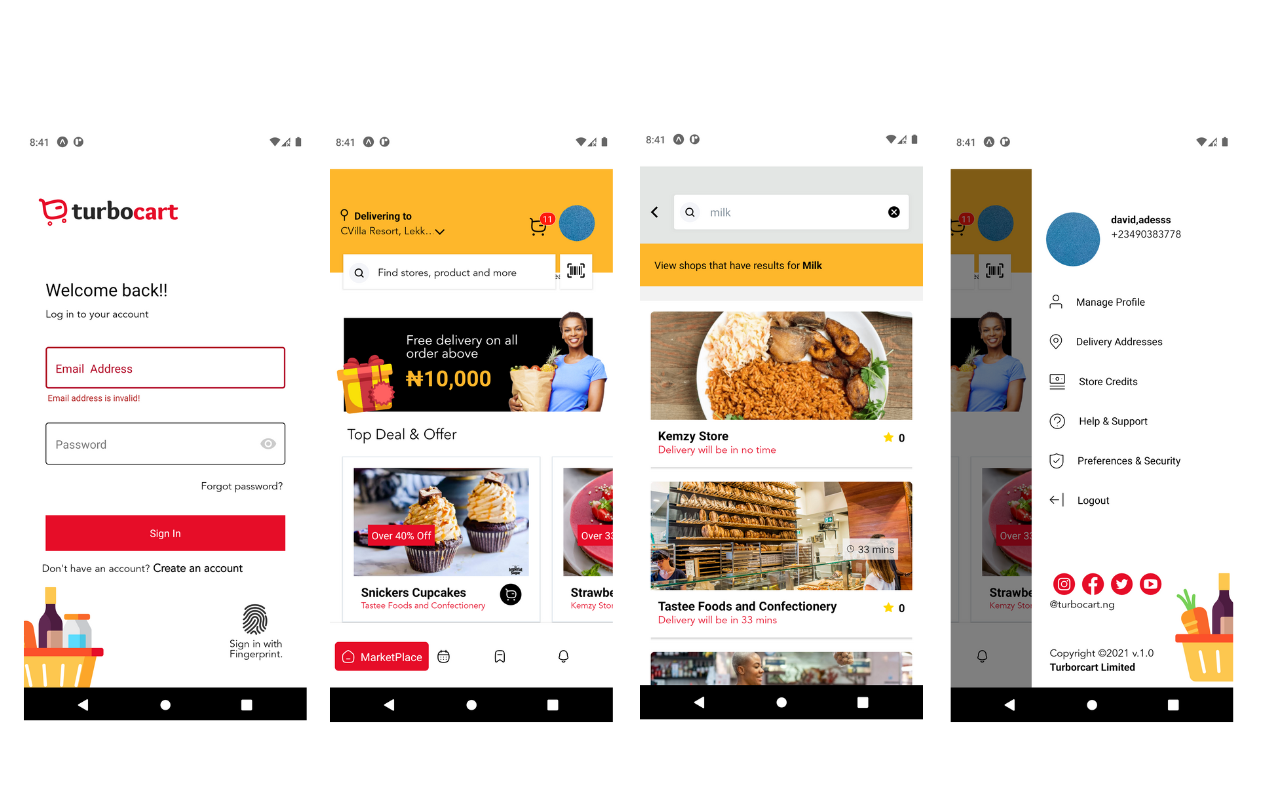 8:41
turbocart
Welcome back!!
Log in to your account
Email Address
Email address is invalid!
Password
Forgot password?
Sign In
Don't have an account? Create an account
Sign in with
Fingerprint.
8:41
Delivering to
CVilla Resort, Lekk..
11
Find stores, product and more
Free delivery on all
order above
₦10,000
Top Deal & Offer
Over 40% Off
Snickers Cupcakes
Tastee Foods and Confectionery
Over 33
Strawbe
Kemzy Stor
MarketPlace
8:41
milk
View shops that have results for Milk
Kemzy Store
0
Delivery will be in no time
33 mins
Tastee Foods and Confectionery
0
Delivery will be in 33 mins
8:41
11
david,adesss
+23490383778
Manage Profile
Delivery Addresses
Store Credits
Help & Support
Preferences & Security
Logout
@turbocart.ng
Copyright ©2021 v.1.0
Turborcart Limited
Over 33
Strawbe
Kemzy Stor